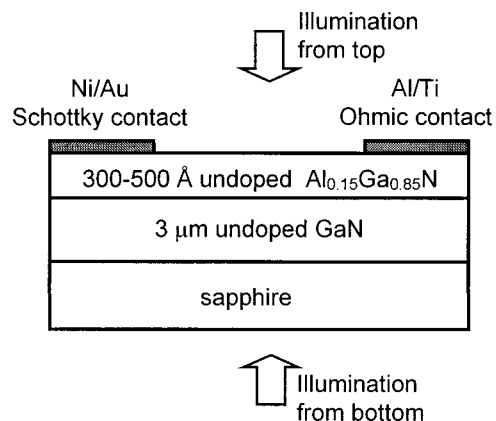 Illumination
from top
Ni/Au
Schottky contact
Al/Ti
Ohmic contact
300-500 Å undoped Al0.15Ga0.85N
3 μm undoped GaN
sapphire
Illumination
from bottom